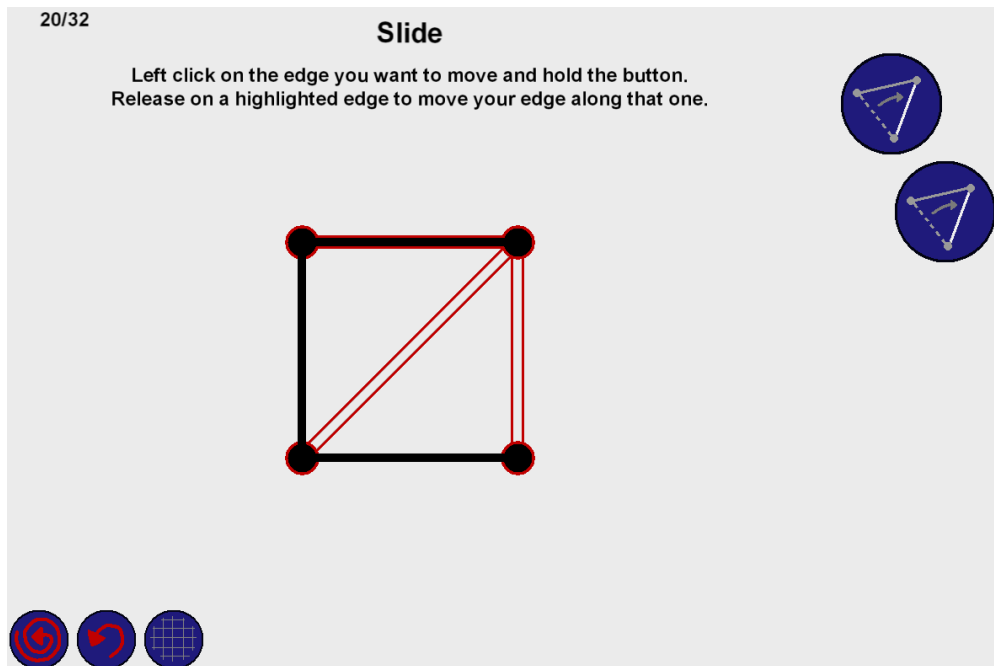 20/32
Slide
Left click on the edge you want to move and hold the button.
Release on a highlighted edge to move your edge along that one.